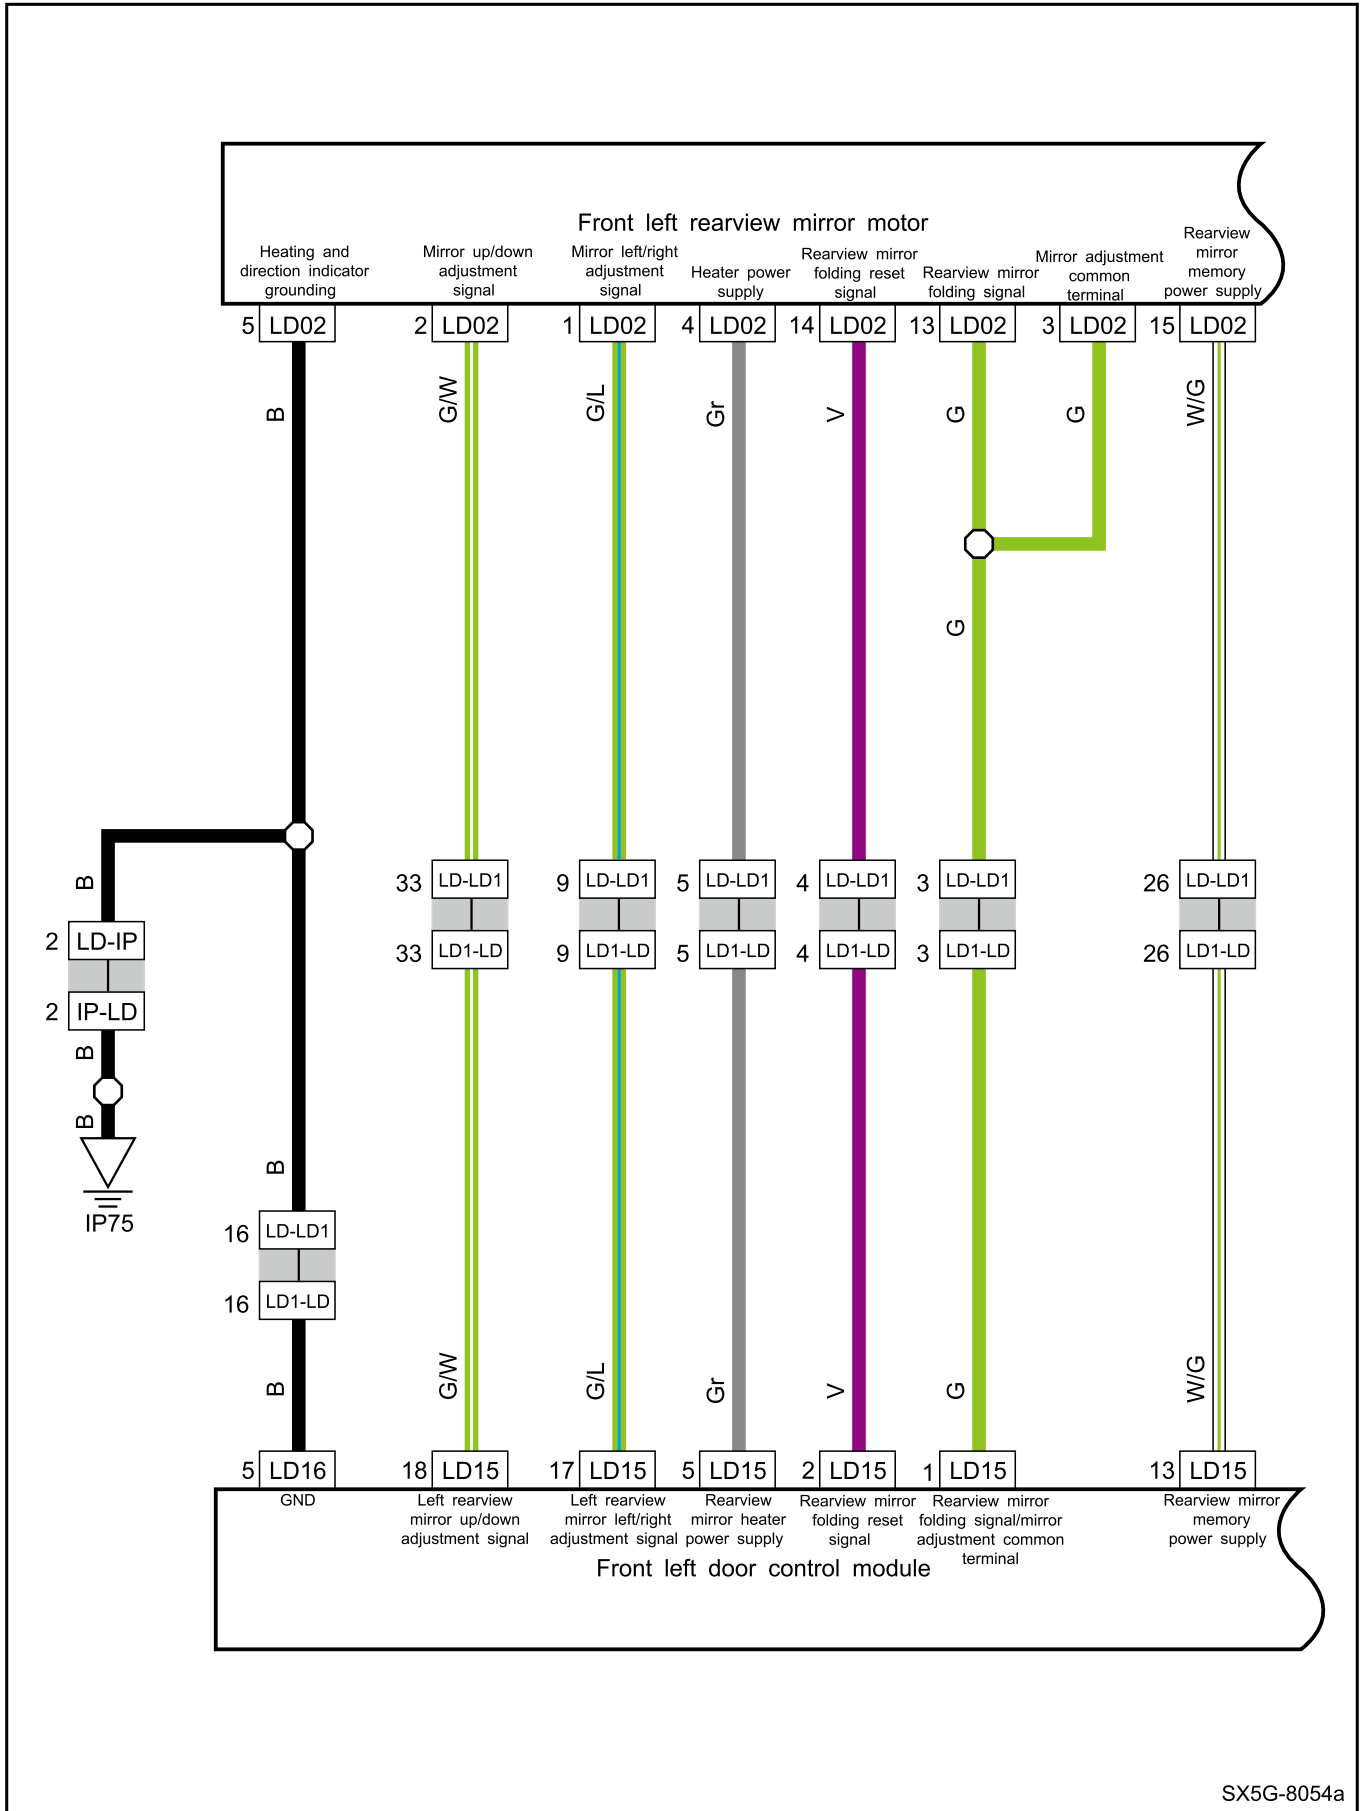 Front left rearview mirror motor
Heating and
direction indicator
grounding
Mirror up/down
adjustment
signal
Mirror left/right
adjustment
signal
Heater power
supply
Rearview mirror
folding reset
signal
Rearview mirror
folding signal
Mirror adjustment
common
terminal
Rearview
mirror
memory
power supply
5 LD02
2 LD02
1 LD02
4 LD02
14 LD02
13 LD02
3 LD02
15 LD02
B
G/W
G/L
Gr
V
G
G
W/G
G
B
33 LD-LD1
9 LD-LD1
5 LD-LD1
4 LD-LD1
3 LD-LD1
26 LD-LD1
2 LD-IP
33 LD1-LD
9 LD1-LD
5 LD1-LD
4 LD1-LD
3 LD1-LD
26 LD1-LD
2 IP-LD
B
B
IP75
B
16 LD-LD1
16 LD1-LD
B
G/W
G/L
Gr
V
G
W/G
5 LD16
18 LD15
17 LD15
5 LD15
2 LD15
1 LD15
13 LD15
GND
Left rearview
mirror up/down
adjustment signal
Left rearview
mirror left/right
adjustment signal
Rearview
mirror heater
power supply
Rearview mirror
folding reset
signal
Rearview mirror
folding signal/mirror
adjustment common
terminal
Rearview mirror
memory
power supply
Front left door control module
SX5G-8054a